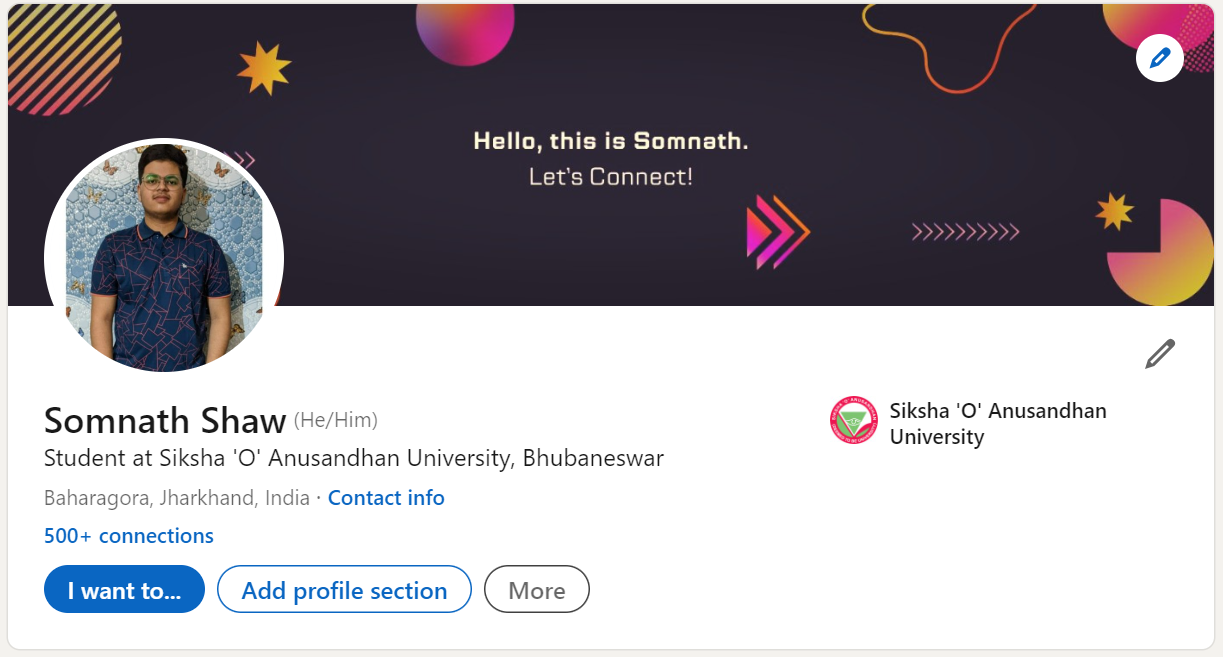 Hello, this is Somnath.
Let's Connect!
Somnath Shaw (He/Him)
Student at Siksha 'O' Anusandhan University, Bhubaneswar
Baharagora, Jharkhand, India · Contact info
500+ connections
I want to... Add profile section More
Siksha 'O' Anusandhan
University